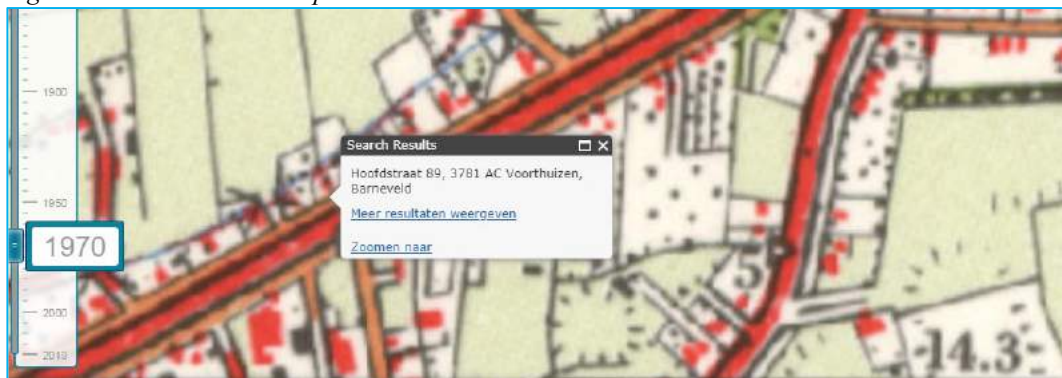 1900
1950
1970
2000
2019
Search Results
Hoofdstraat 89, 3781 AC Voorthuizen,
Barneveld
Meer resultaten weergeven
Zoomen naar
5
14.3